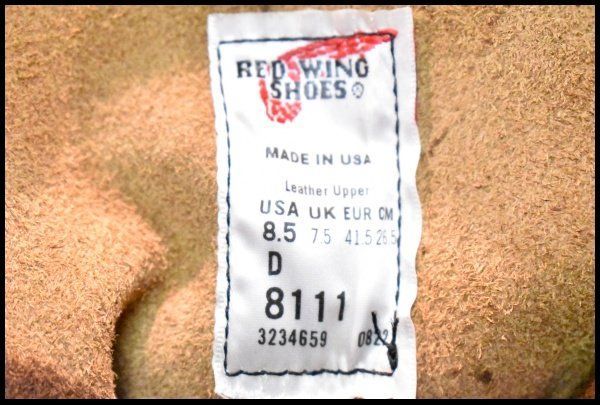 RED WING
SHOES®
MADE IN USA
Leather Upper
USA UK EUR CM
8.5 7.5 41.5 26.5
D
8111
3234659